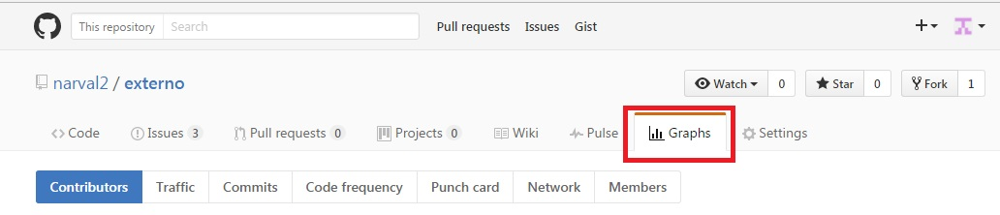 This repository Search Pull requests Issues Gist
narval2 / externo Watch 0 Star 0 Fork 1
Code Issues 3 Pull requests 0 Projects 0 Wiki Pulse Graphs Settings
Contributors Traffic Commits Code frequency Punch card Network Members